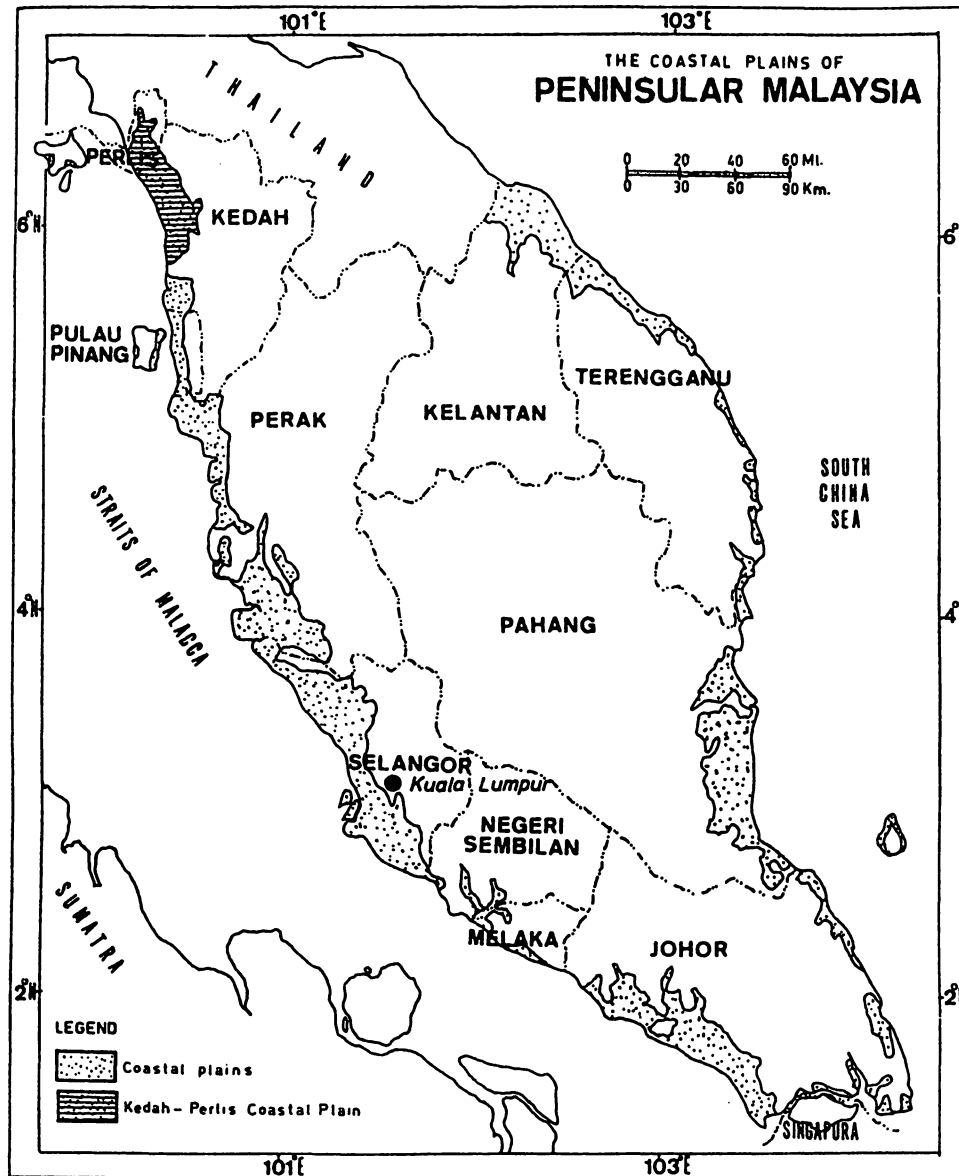 101°E
103°E
THE COASTAL PLAINS OF
PENINSULAR MALAYSIA
0 20 40 60 Mi.
0 30 60 90 Km.
THAILAND
PERLIS
KEDAH
6°N
6°
PULAU
PINANG
TERENGGANU
PERAK
KELANTAN
SOUTH
CHINA
SEA
STRAITS OF MALACCA
4°N
4°
PAHANG
SELANGOR
Kuala Lumpur
NEGERI
SEMBILAN
SUMATRA
MELAKA
JOHOR
2°N
2°
LEGEND
Coastal plains
Kedah-Perlis Coastal Plain
SINGAPURA
101°E
103°E